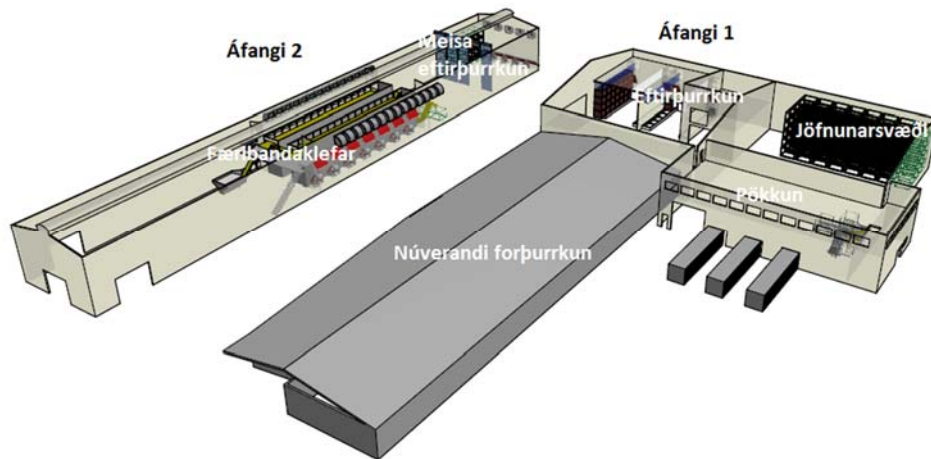 Áfangi 2
Áfangi 1
Meisa
eftirþurrkun
Eftirþurrkun
Jöfnunarsvæði
Færibandaklefar
Pökkun
Núverandi forþurrkun